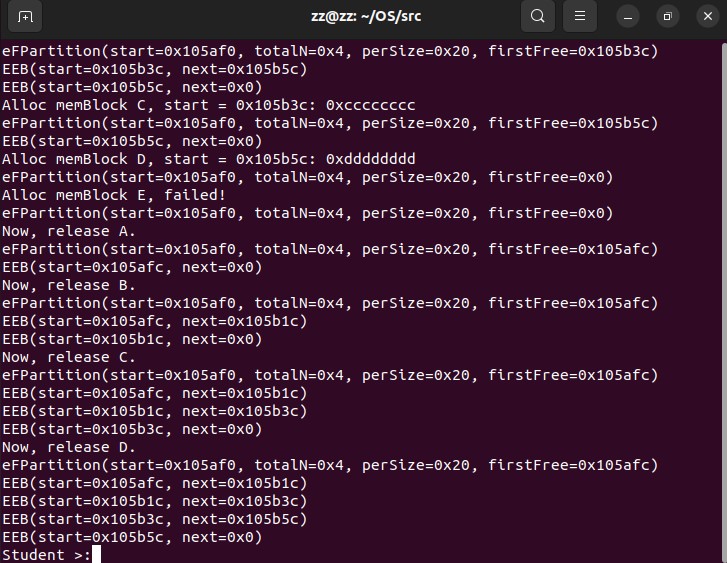 zz@zz: ~/OS/src
eFPartition(start=0x105af0, totalN=0x4, perSize=0x20, firstFree=0x105b3c)
EEB(start=0x105b3c, next=0x105b5c)
EEB(start=0x105b5c, next=0x0)
Alloc memBlock C, start = 0x105b3c: 0xcccccccc
eFPartition(start=0x105af0, totalN=0x4, perSize=0x20, firstFree=0x105b5c)
EEB(start=0x105b5c, next=0x0)
Alloc memBlock D, start = 0x105b5c: 0xdddddddd
eFPartition(start=0x105af0, totalN=0x4, perSize=0x20, firstFree=0x0)
Alloc memBlock E, failed!
eFPartition(start=0x105af0, totalN=0x4, perSize=0x20, firstFree=0x0)
Now, release A.
eFPartition(start=0x105af0, totalN=0x4, perSize=0x20, firstFree=0x105afc)
EEB(start=0x105afc, next=0x0)
Now, release B.
eFPartition(start=0x105af0, totalN=0x4, perSize=0x20, firstFree=0x105afc)
EEB(start=0x105afc, next=0x105b1c)
EEB(start=0x105b1c, next=0x0)
Now, release C.
eFPartition(start=0x105af0, totalN=0x4, perSize=0x20, firstFree=0x105afc)
EEB(start=0x105afc, next=0x105b1c)
EEB(start=0x105b1c, next=0x105b3c)
EEB(start=0x105b3c, next=0x0)
Now, release D.
eFPartition(start=0x105af0, totalN=0x4, perSize=0x20, firstFree=0x105afc)
EEB(start=0x105afc, next=0x105b1c)
EEB(start=0x105b1c, next=0x105b3c)
EEB(start=0x105b3c, next=0x105b5c)
EEB(start=0x105b5c, next=0x0)
Student >: